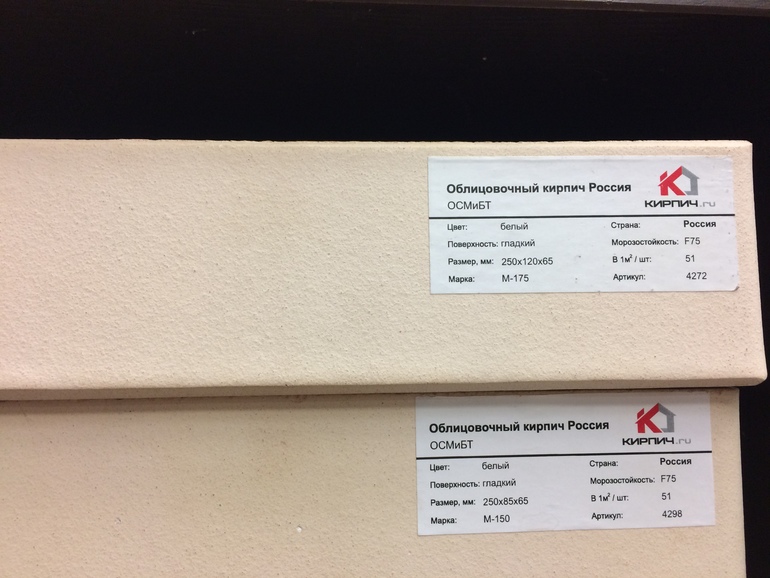 Облицовочный кирпич Россия
ОСМиБТ
КИРПИЧ.ru
Цвет: белый Страна: Россия
Поверхность: гладкий Морозостойкость: F75
Размер, мм: 250x120x65 В 1м² / шт: 51
Марка: М-175 Артикул: 4272
Облицовочный кирпич Россия
ОСМиБТ
КИРПИЧ.ru
Цвет: белый Страна: Россия
Поверхность: гладкий Морозостойкость: F75
Размер, мм: 250x85x65 В 1м² / шт: 51
Марка: М-150 Артикул: 4298